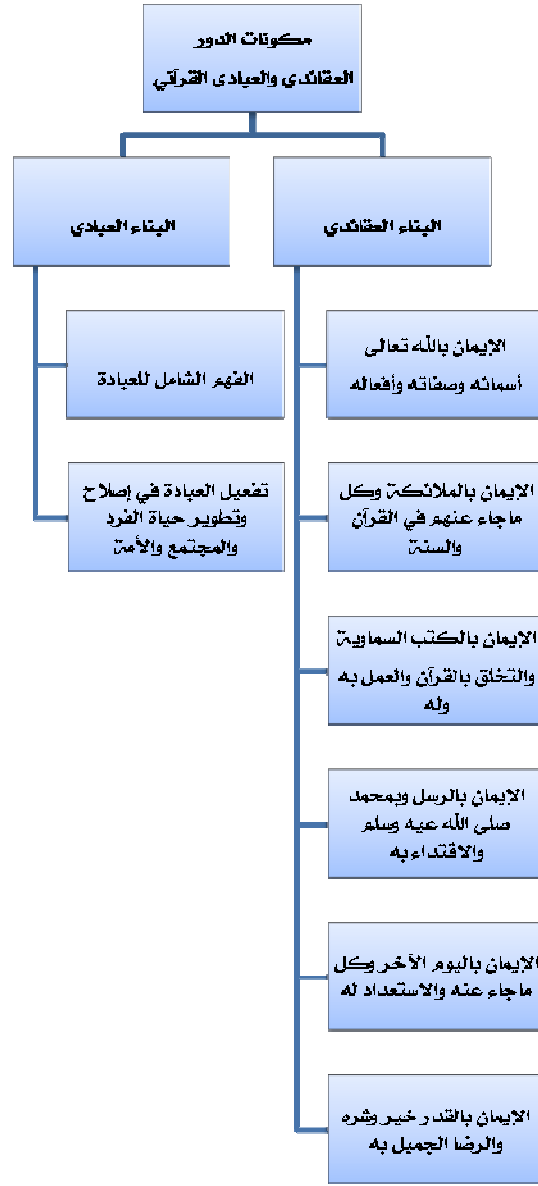 مكونات الدور
العقائدي والعبادي القرآني
البناء العقائدي
البناء العبادي
الإيمان بالله تعالى
أسمائه وصفاته وأفعاله
الإيمان بالملائكة وكل
ماجاء عنهم في القرآن
والسنة
الإيمان بالكتب السماوية
والتخلق بالقرآن والعمل به
وله
الإيمان بالرسل وبمحمد
صلى الله عيه وسلم
والاقتداء به
الإيمان باليوم الآخر وكل
ماجاء عنه والاستعداد له
الإيمان بالقدر خير وشره
والرضا الجميل به
الفهم الشامل للعبادة
تفعيل العبادة في إصلاح
وتطوير حياة الفرد
والمجتمع والأمة